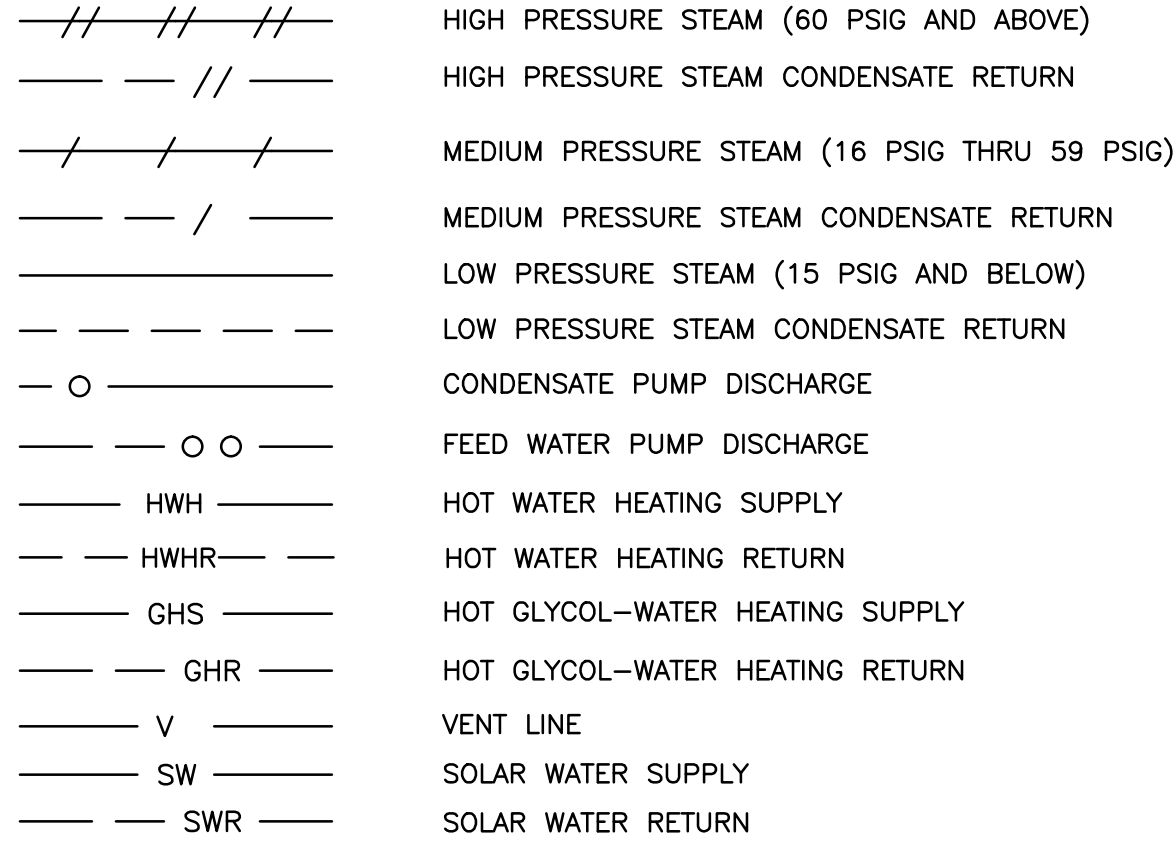 HIGH PRESSURE STEAM (60 PSIG AND ABOVE)
HIGH PRESSURE STEAM CONDENSATE RETURN
MEDIUM PRESSURE STEAM (16 PSIG THRU 59 PSIG)
MEDIUM PRESSURE STEAM CONDENSATE RETURN
LOW PRESSURE STEAM (15 PSIG AND BELOW)
LOW PRESSURE STEAM CONDENSATE RETURN
CONDENSATE PUMP DISCHARGE
FEED WATER PUMP DISCHARGE
HWH HOT WATER HEATING SUPPLY
HWHR HOT WATER HEATING RETURN
GHS HOT GLYCOL-WATER HEATING SUPPLY
GHR HOT GLYCOL-WATER HEATING RETURN
V VENT LINE
SW SOLAR WATER SUPPLY
SWR SOLAR WATER RETURN